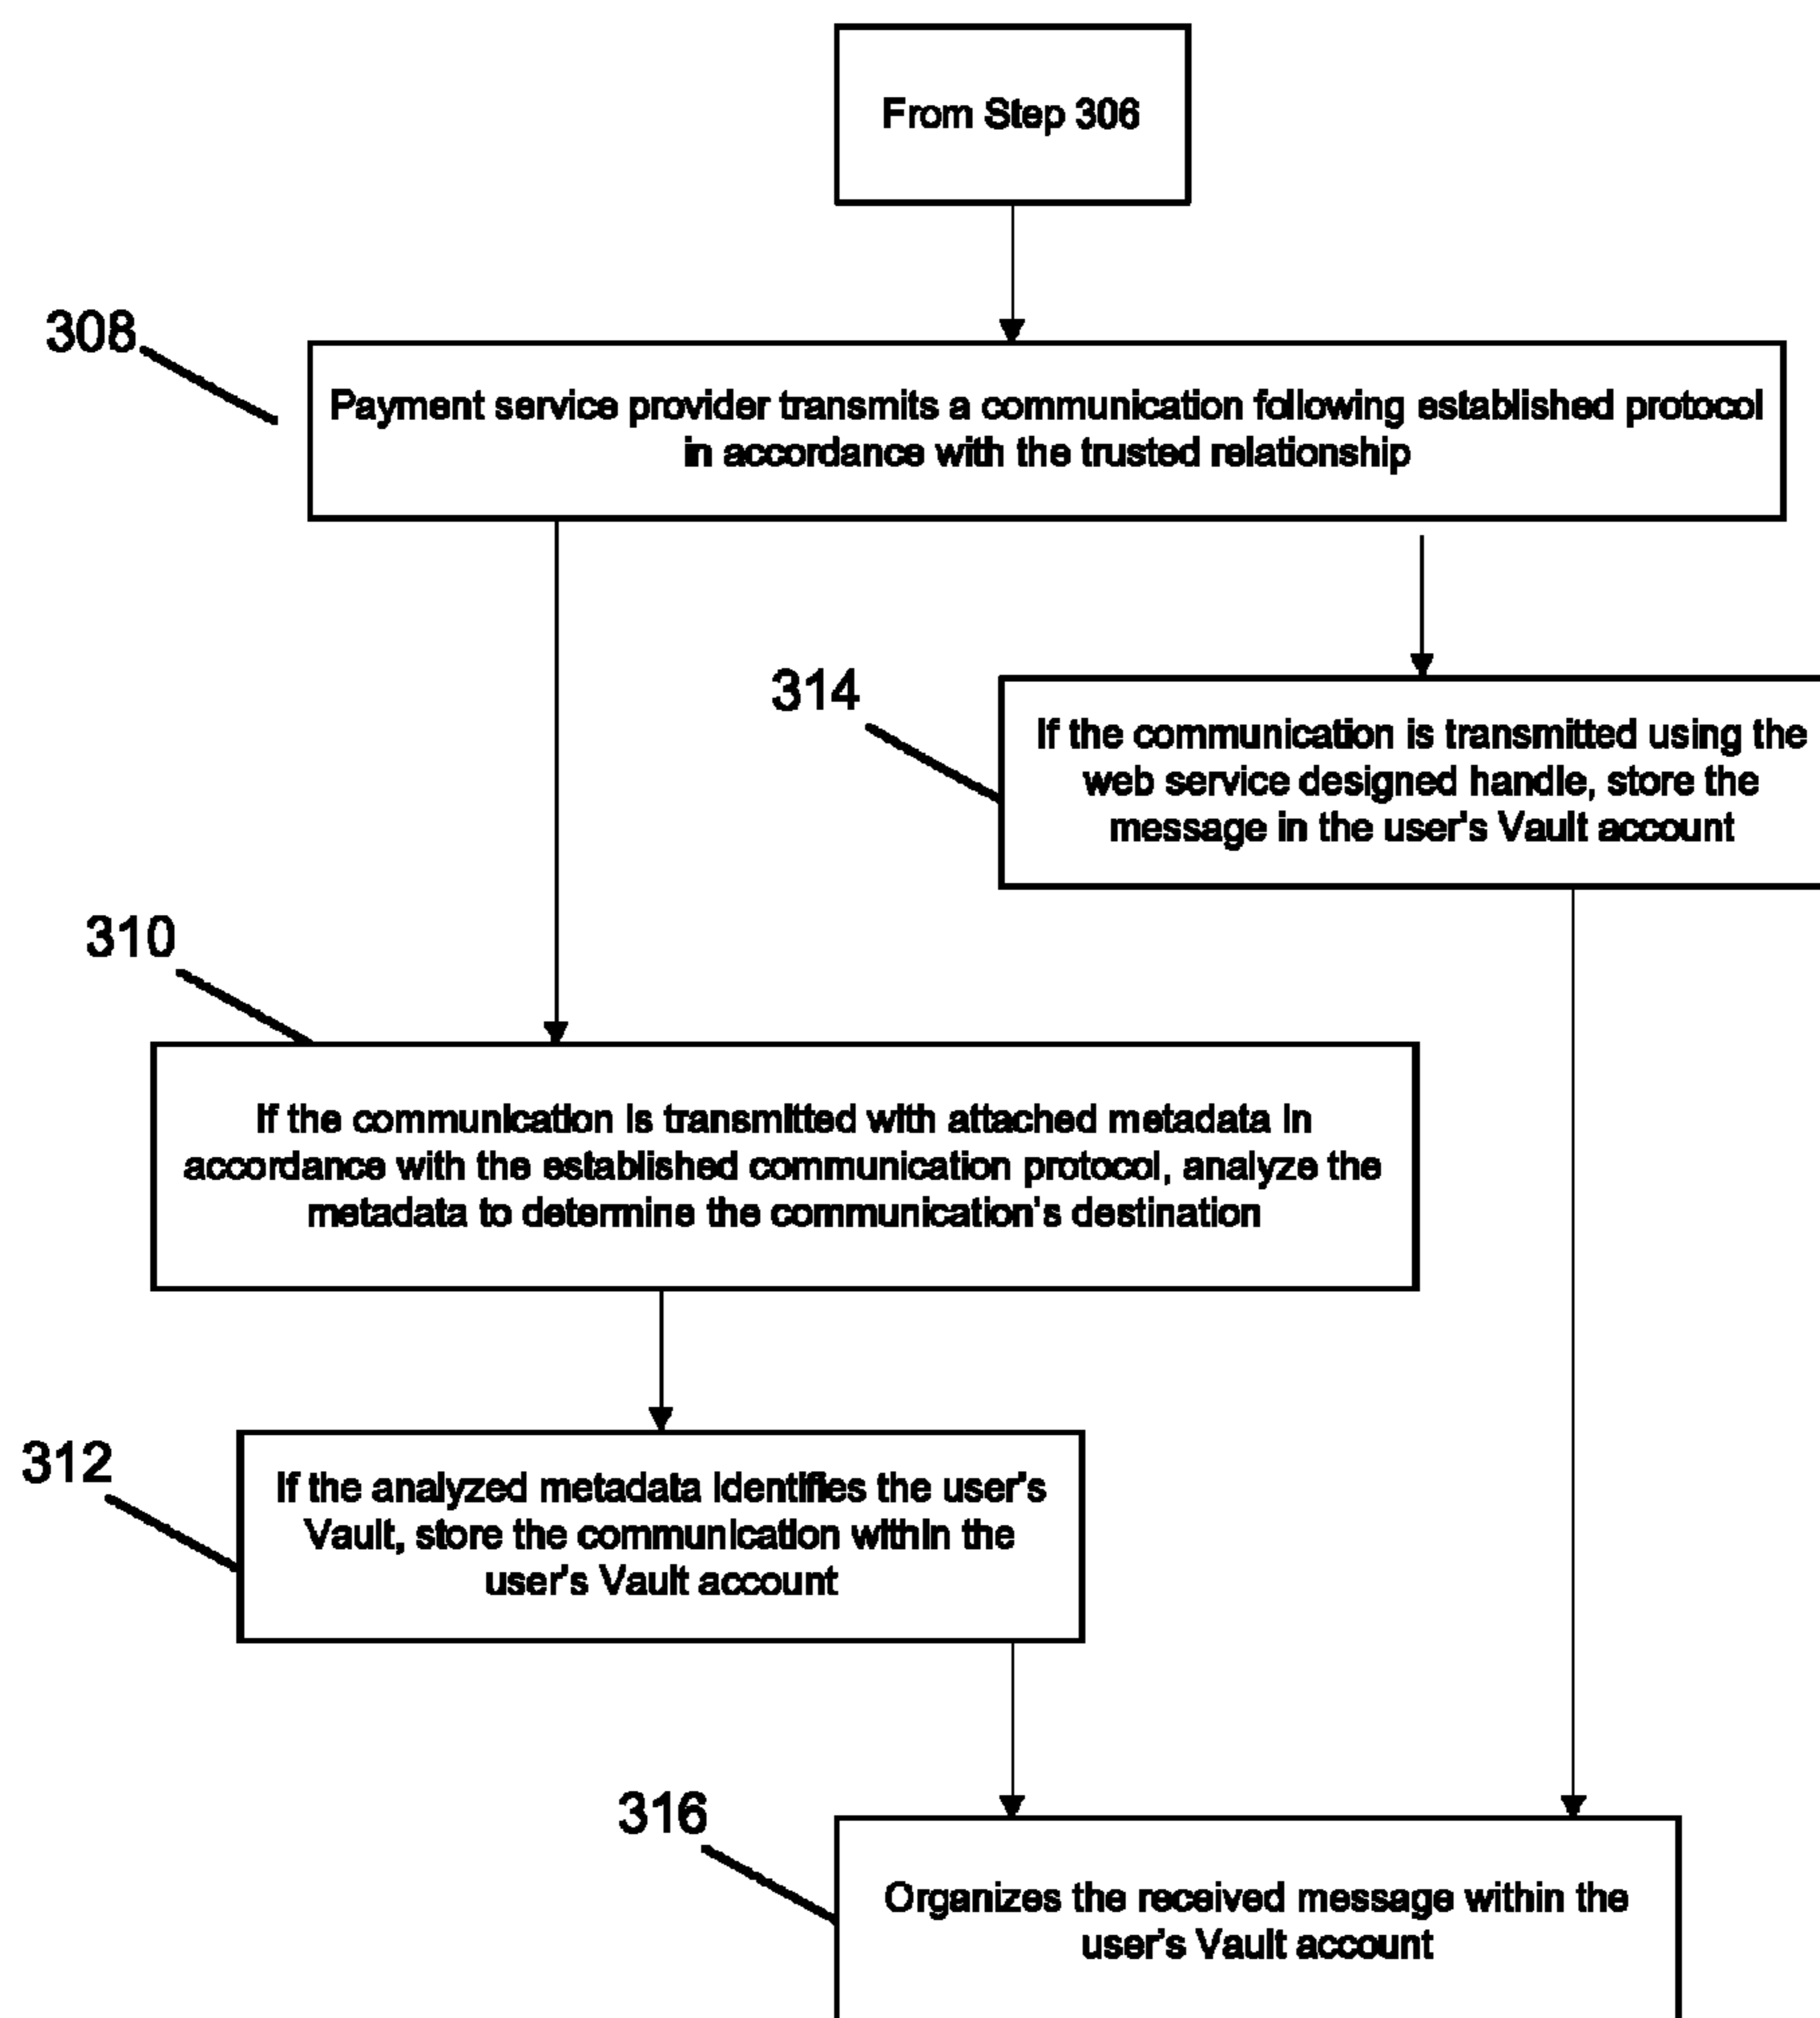 From Step 306
308
Payment service provider transmits a communication following established protocol
in accordance with the trusted relationship
314
If the communication is transmitted using the
web service designed handle, store the
message in the user's Vault account
310
If the communication is transmitted with attached metadata in
accordance with the established communication protocol, analyze the
metadata to determine the communication's destination
312
If the analyzed metadata identifies the user's
Vault, store the communication within the
user's Vault account
316
Organizes the received message within the
user's Vault account